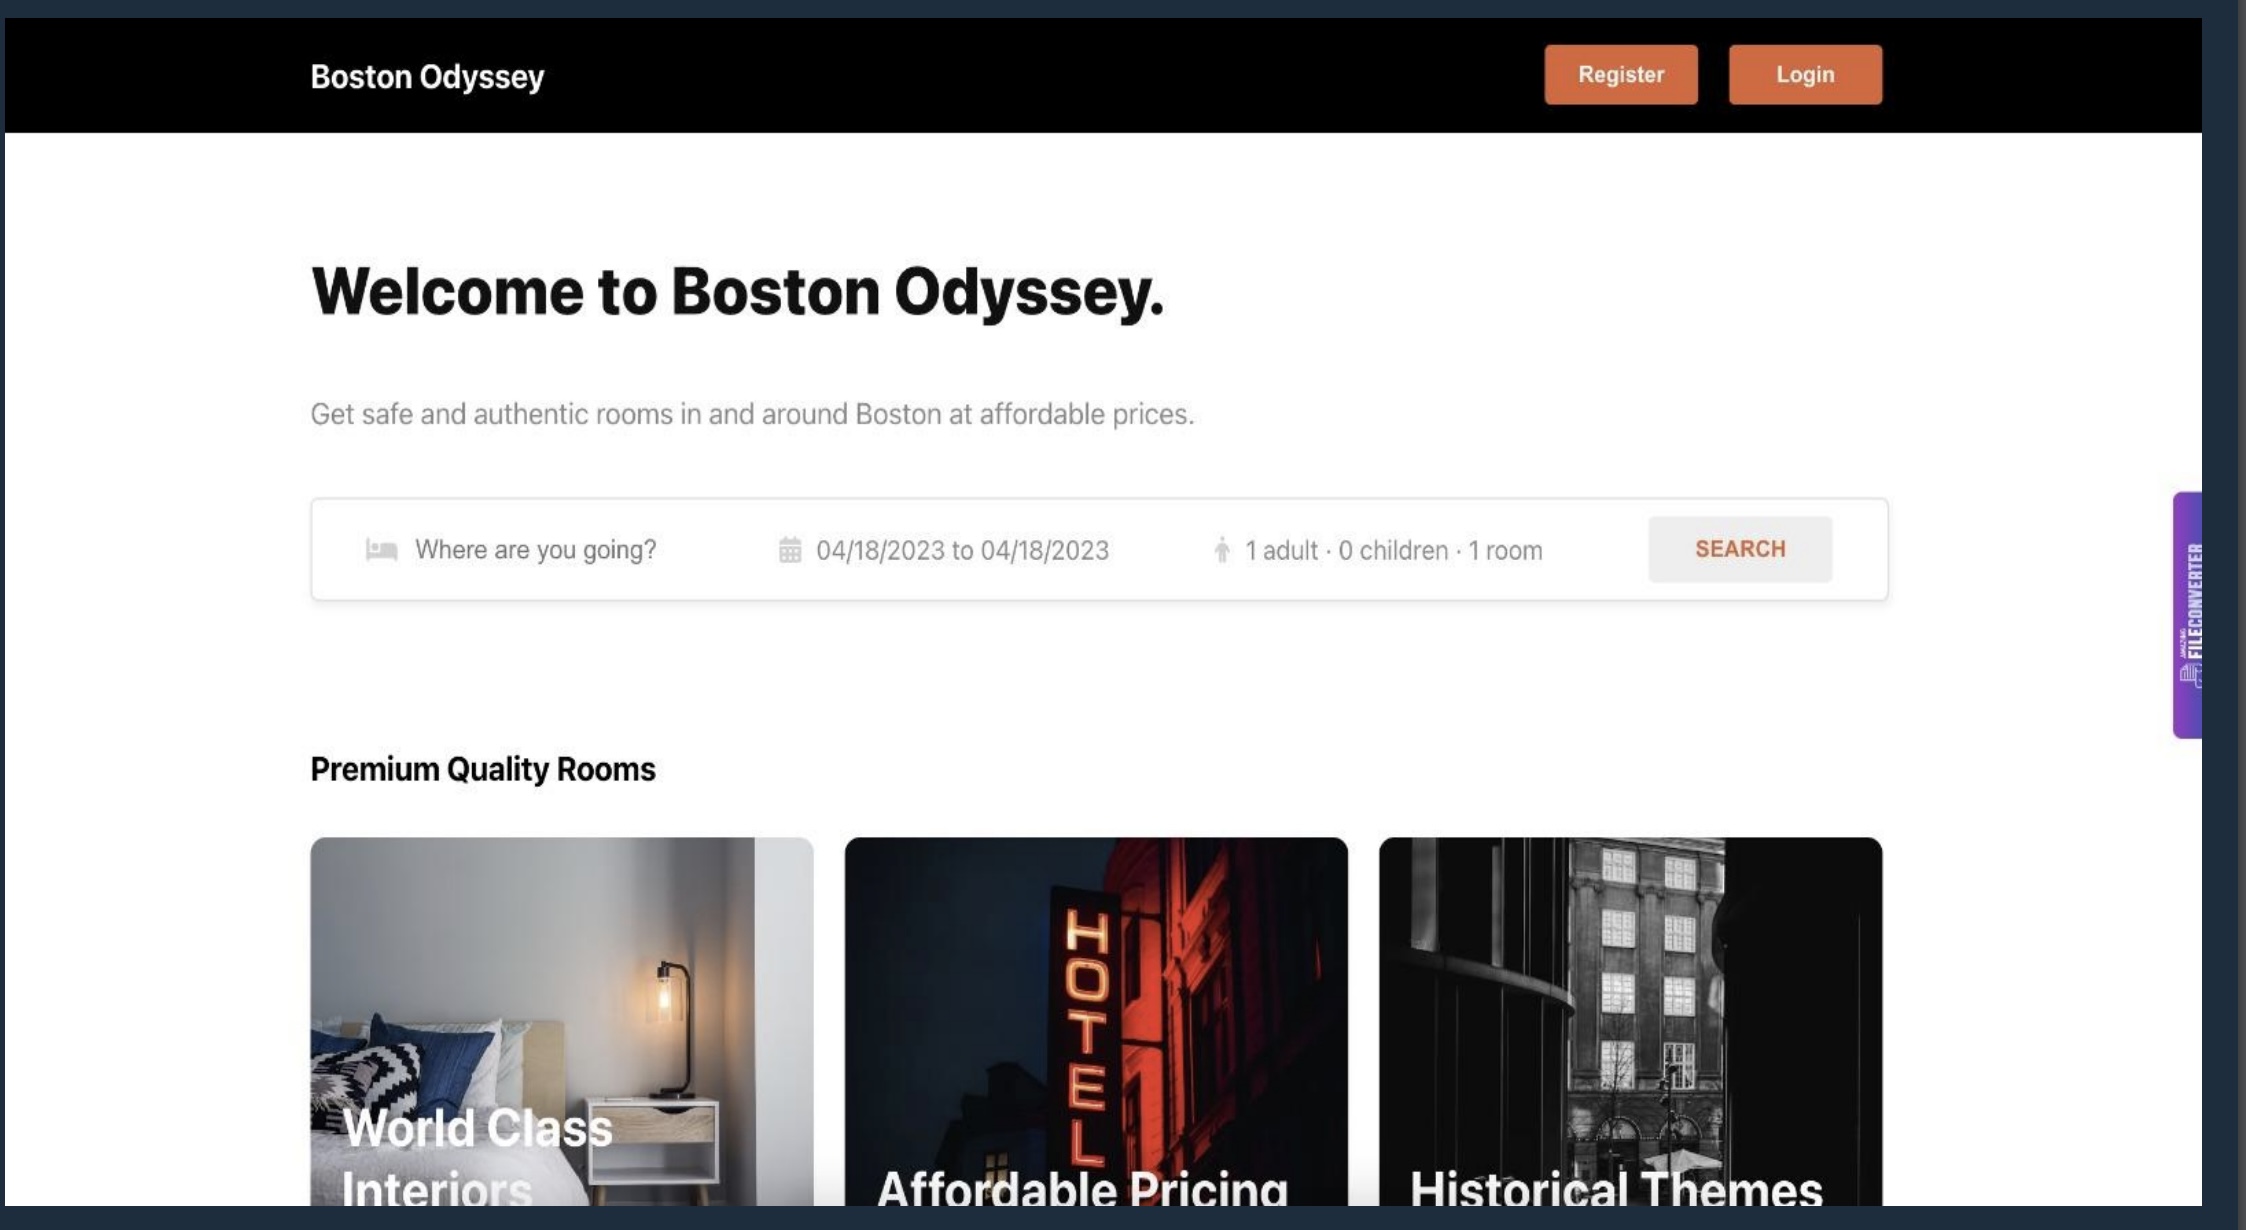 Boston Odyssey
Register
Login
Welcome to Boston Odyssey.
Get safe and authentic rooms in and around Boston at affordable prices.
Where are you going?
04/18/2023 to 04/18/2023
1 adult · 0 children · 1 room
SEARCH
AMAZING
FILECONVERTER
Premium Quality Rooms
HOTEL
World Class
Interiors
Affordable Pricing
Historical Themes